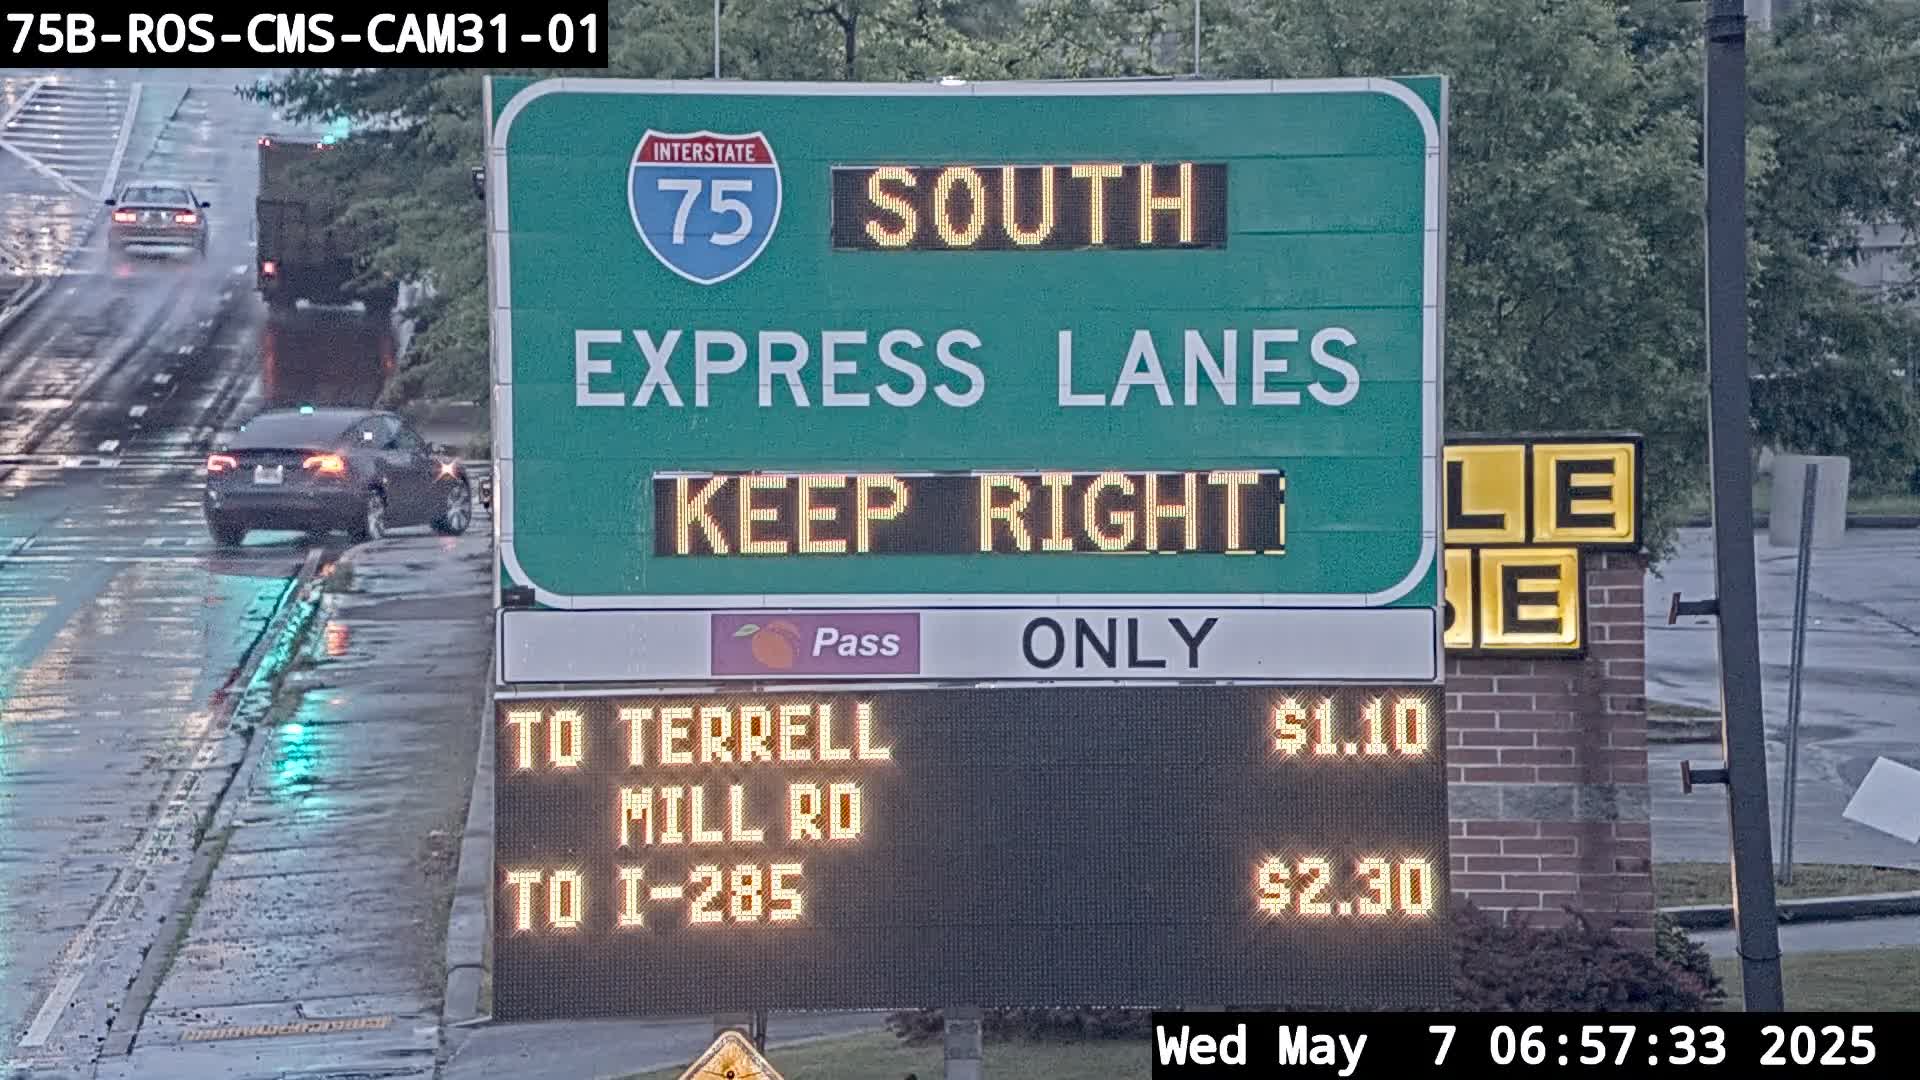 75B-ROS-CMS-CAM31-01
INTERSTATE
75
SOUTH
EXPRESS LANES
KEEP RIGHT
Pass
ONLY
TO TERRELL $1.10
MILL RD
TO I-285 $2.30
LE
E
Wed May 7 06:57:33 2025